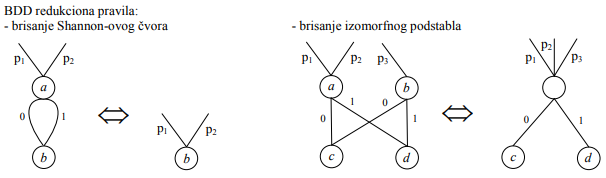 BDD redukciona pravila:
- brisanje Shannon-ovog čvora
- brisanje izomorfnog podstabla
p1 p2
a
0 1
b
p1 p2
b
p1 p2 p3
a b
0 1 0 1
c d
p1 p2 p3
0 1
c d